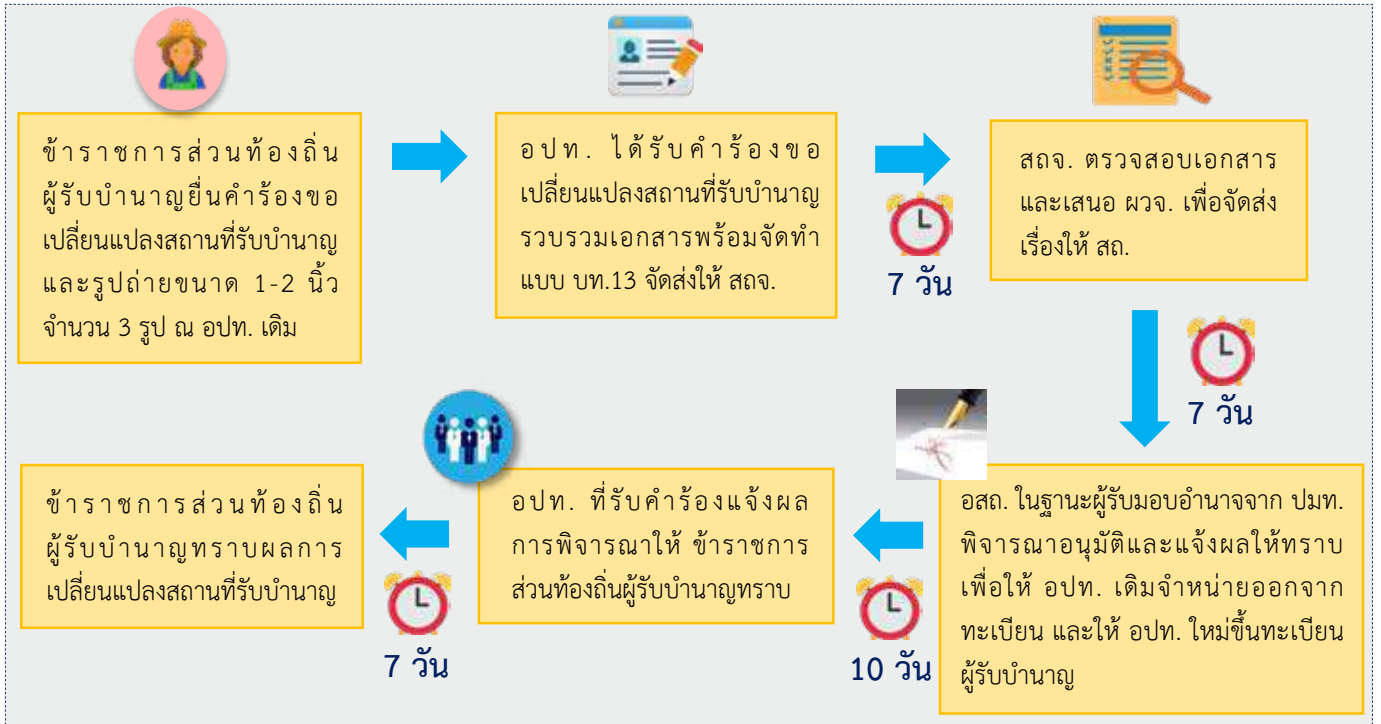 ข้าราชการส่วนท้องถิ่น
ผู้รับบำนาญยื่นคำร้องขอ
เปลี่ยนแปลงสถานที่รับบำนาญ
และรูปถ่ายขนาด 1-2 นิ้ว
จำนวน 3 รูป ณ อปท. เดิม
อปท. ได้รับคำร้องขอ
เปลี่ยนแปลงสถานที่รับบำนาญ
รวบรวมเอกสารพร้อมจัดทำ
แบบ บท.13 จัดส่งให้ สถจ.
7 วัน
สถจ. ตรวจสอบเอกสาร
และเสนอ ผวจ. เพื่อจัดส่ง
เรื่องให้ สถ.
7 วัน
อสถ. ในฐานะผู้รับมอบอำนาจจาก ปมท.
พิจารณาอนุมัติและแจ้งผลให้ทราบ
เพื่อให้ อปท. เดิมจำหน่ายออกจาก
ทะเบียน และให้ อปท. ใหม่ขึ้นทะเบียน
ผู้รับบำนาญ
10 วัน
อปท. ที่รับคำร้องแจ้งผล
การพิจารณาให้ ข้าราชการ
ส่วนท้องถิ่นผู้รับบำนาญทราบ
7 วัน
ข้าราชการส่วนท้องถิ่น
ผู้รับบำนาญทราบผลการ
เปลี่ยนแปลงสถานที่รับบำนาญ